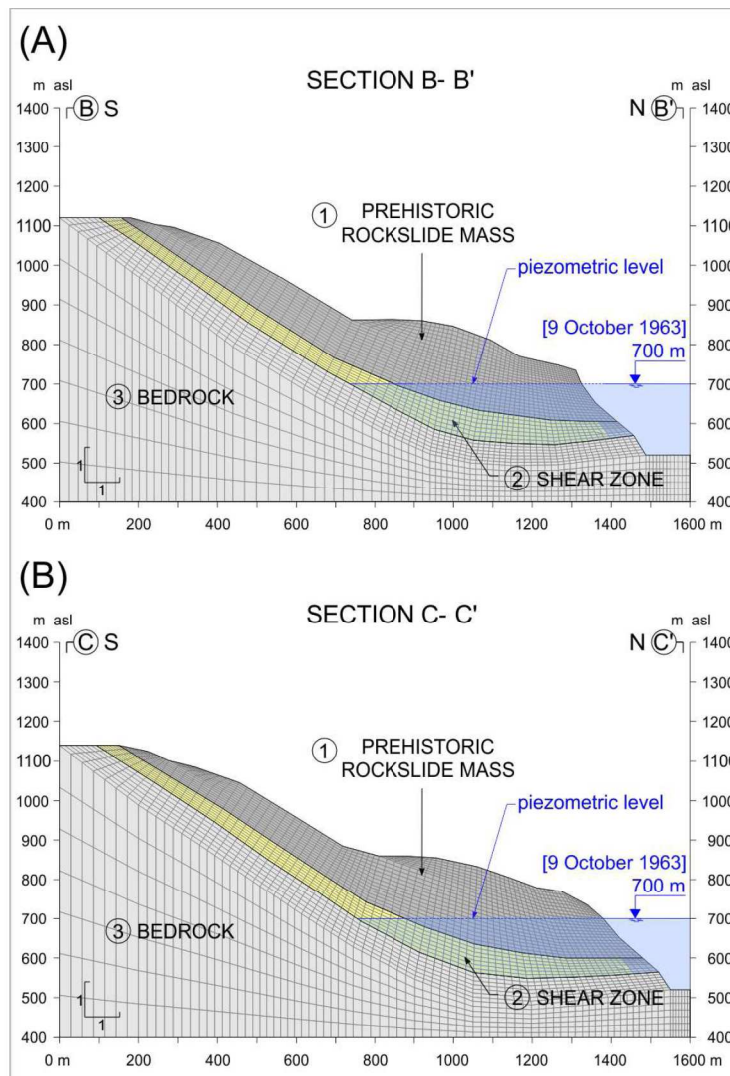 (A)
SECTION B- B'
m asl
m asl
B S
N B'
1400
1300
1200
1100
1000
900
800
700
600
500
400
1400
1300
1200
1100
1000
900
800
700
600
500
400
1 PREHISTORIC
ROCKSLIDE MASS
piezometric level
[9 October 1963]
700 m
3 BEDROCK
2 SHEAR ZONE
1
1
0 m 200 400 600 800 1000 1200 1400 1600 m
(B)
SECTION C- C'
m asl
m asl
C S
N C'
1400
1300
1200
1100
1000
900
800
700
600
500
400
1400
1300
1200
1100
1000
900
800
700
600
500
400
1 PREHISTORIC
ROCKSLIDE MASS
piezometric level
[9 October 1963]
700 m
3 BEDROCK
2 SHEAR ZONE
1
1
0 m 200 400 600 800 1000 1200 1400 1600 m